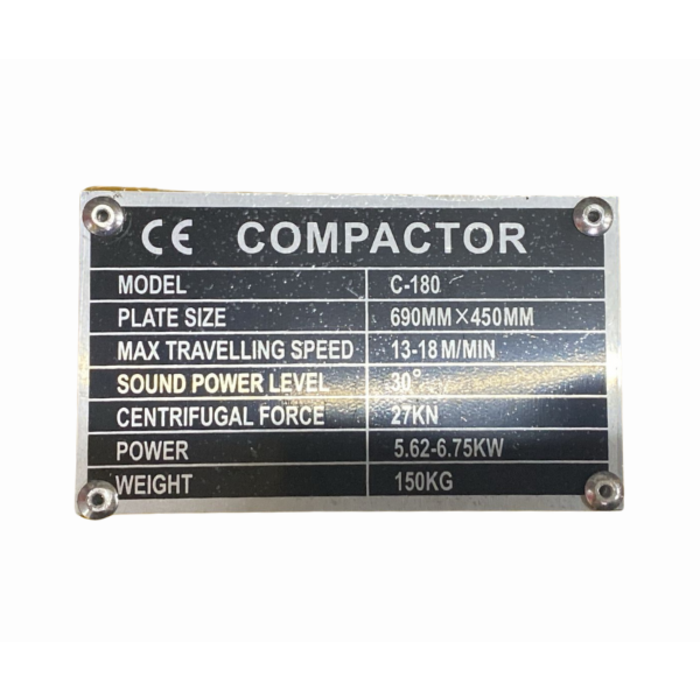 CE COMPACTOR
MODEL C-180
PLATE SIZE 690MM×450MM
MAX TRAVELLING SPEED 13-18 M/MIN
SOUND POWER LEVEL 30°
CENTRIFUGAL FORCE 27KN
POWER 5.62-6.75KW
WEIGHT 150KG